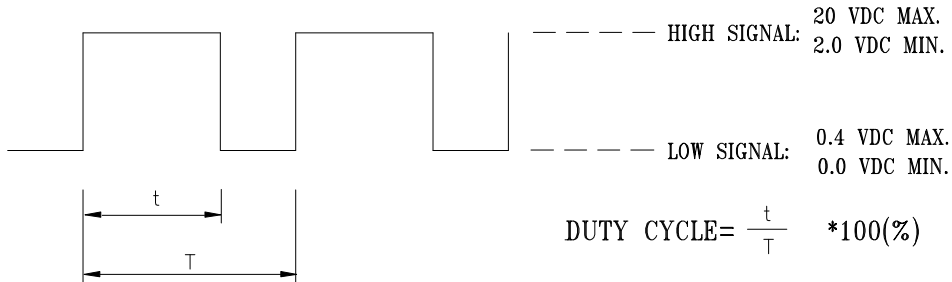 HIGH SIGNAL: 20 VDC MAX.
2.0 VDC MIN.
LOW SIGNAL: 0.4 VDC MAX.
0.0 VDC MIN.
t
T
DUTY CYCLE= t/T *100(%)